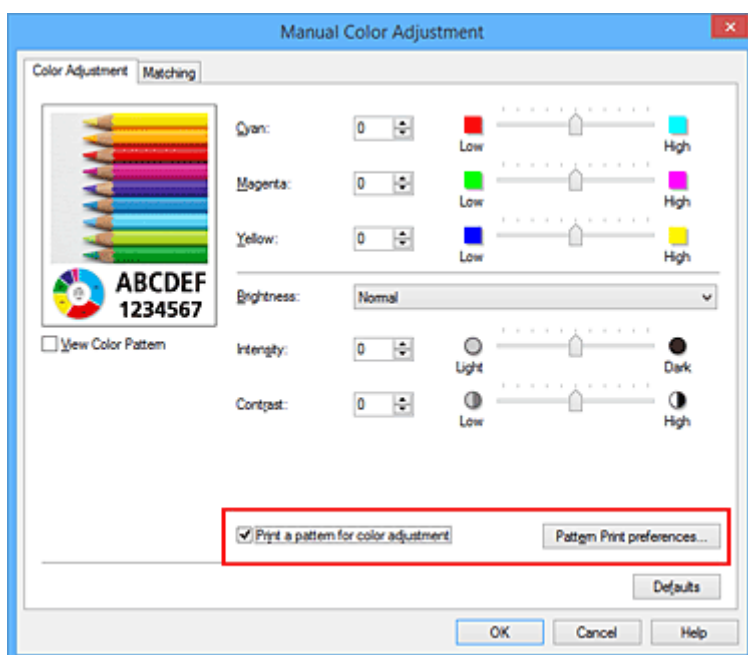 Manual Color Adjustment
Color Adjustment Matching
Cyan: 0 Low High
Magenta: 0 Low High
Yellow: 0 Low High
ABCDEF
1234567
Brightness: Normal
View Color Pattern
Intensity: 0 Light Dark
Contrast: 0 Low High
Print a pattern for color adjustment Pattern Print preferences...
Defaults
OK Cancel Help